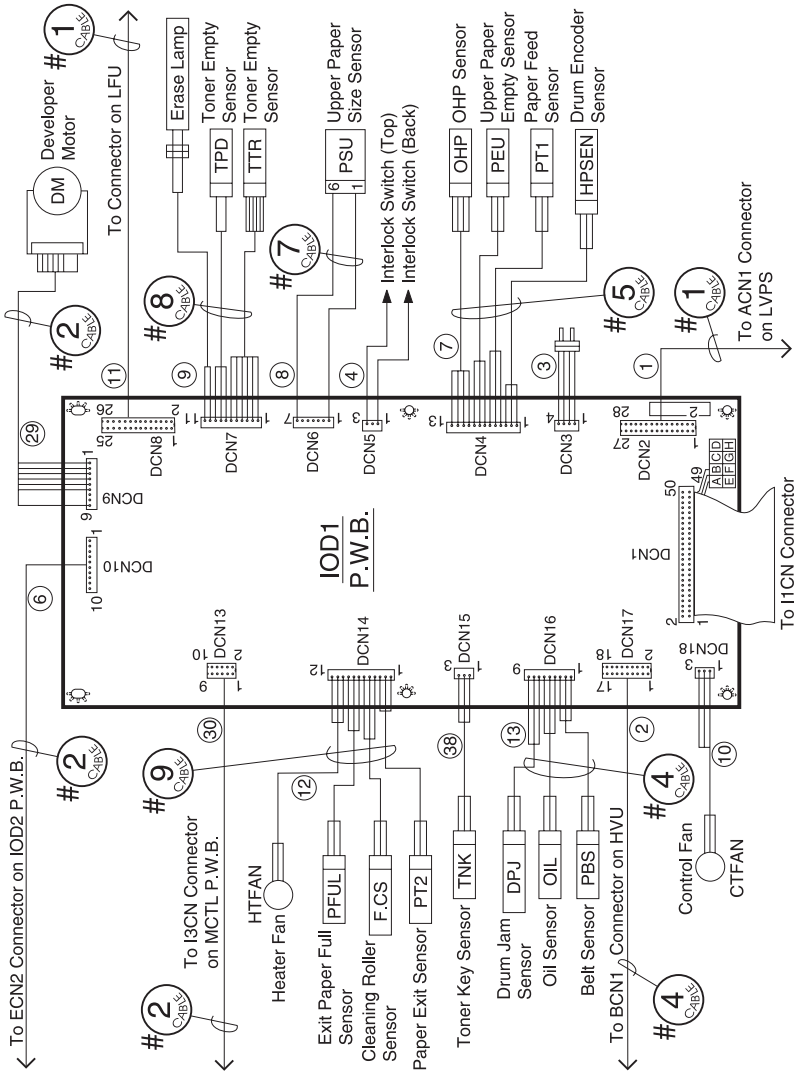 #1 CABLE
To Connector on LFU
Developer
Motor
DM
#2 CABLE
11
29
Erase Lamp
Toner Empty
Sensor
TPD
Toner Empty
Sensor
TTR
#8 CABLE
9
Upper Paper
Size Sensor
PSU
6
1
#7 CABLE
8
Interlock Switch (Top)
Interlock Switch (Back)
4
OHP Sensor
OHP
Upper Paper
Empty Sensor
PEU
Paper Feed
Sensor
PT1
Drum Encoder
Sensor
HPSEN
#5 CABLE
7
3
#1 CABLE
1
To ACN1 Connector
on LVPS
26
2
25
1
DCN8
11
1
DCN7
7
1
DCN6
3
1
DCN5
13
1
DCN4
4
1
DCN3
28
2
27
1
DCN2
1
9
DCN9
1
10
DCN10
6
IOD1
P.W.B.
50
49
2
1
DCN1
A B C D
E F G H
To I1CN Connector
DCN13
10
2
9
1
30
DCN14
12
1
DCN15
3
1
DCN16
9
1
DCN17
18
2
17
1
DCN18
3
1
#2 CABLE
To ECN2 Connector on IOD2 P.W.B.
#9 CABLE
12
38
13
#4 CABLE
2
10
To I3CN Connector
on MCTL P.W.B.
#2 CABLE
HTFAN
Heater Fan
PFUL
Exit Paper Full
Sensor
F.CS
Cleaning Roller
Sensor
PT2
Paper Exit Sensor
TNK
Toner Key Sensor
DPJ
Drum Jam
Sensor
OIL
Oil Sensor
PBS
Belt Sensor
To BCN1 Connector on HVU
#4 CABLE
Control Fan
CTFAN